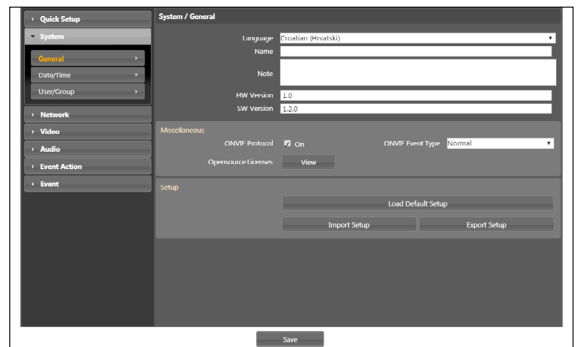 Quick Setup
System
General
Date/Time
User/Group
Network
Video
Audio
Event Action
Event
System / General
Language Croatian (Hrvatski)
Name
Note
HW Version 1.0
SW Version 1.2.0
Miscellaneous
ONVIF Protocol On ONVIF Event Type Normal
Opensource Licenses View
Setup
Load Default Setup
Import Setup Export Setup
Save